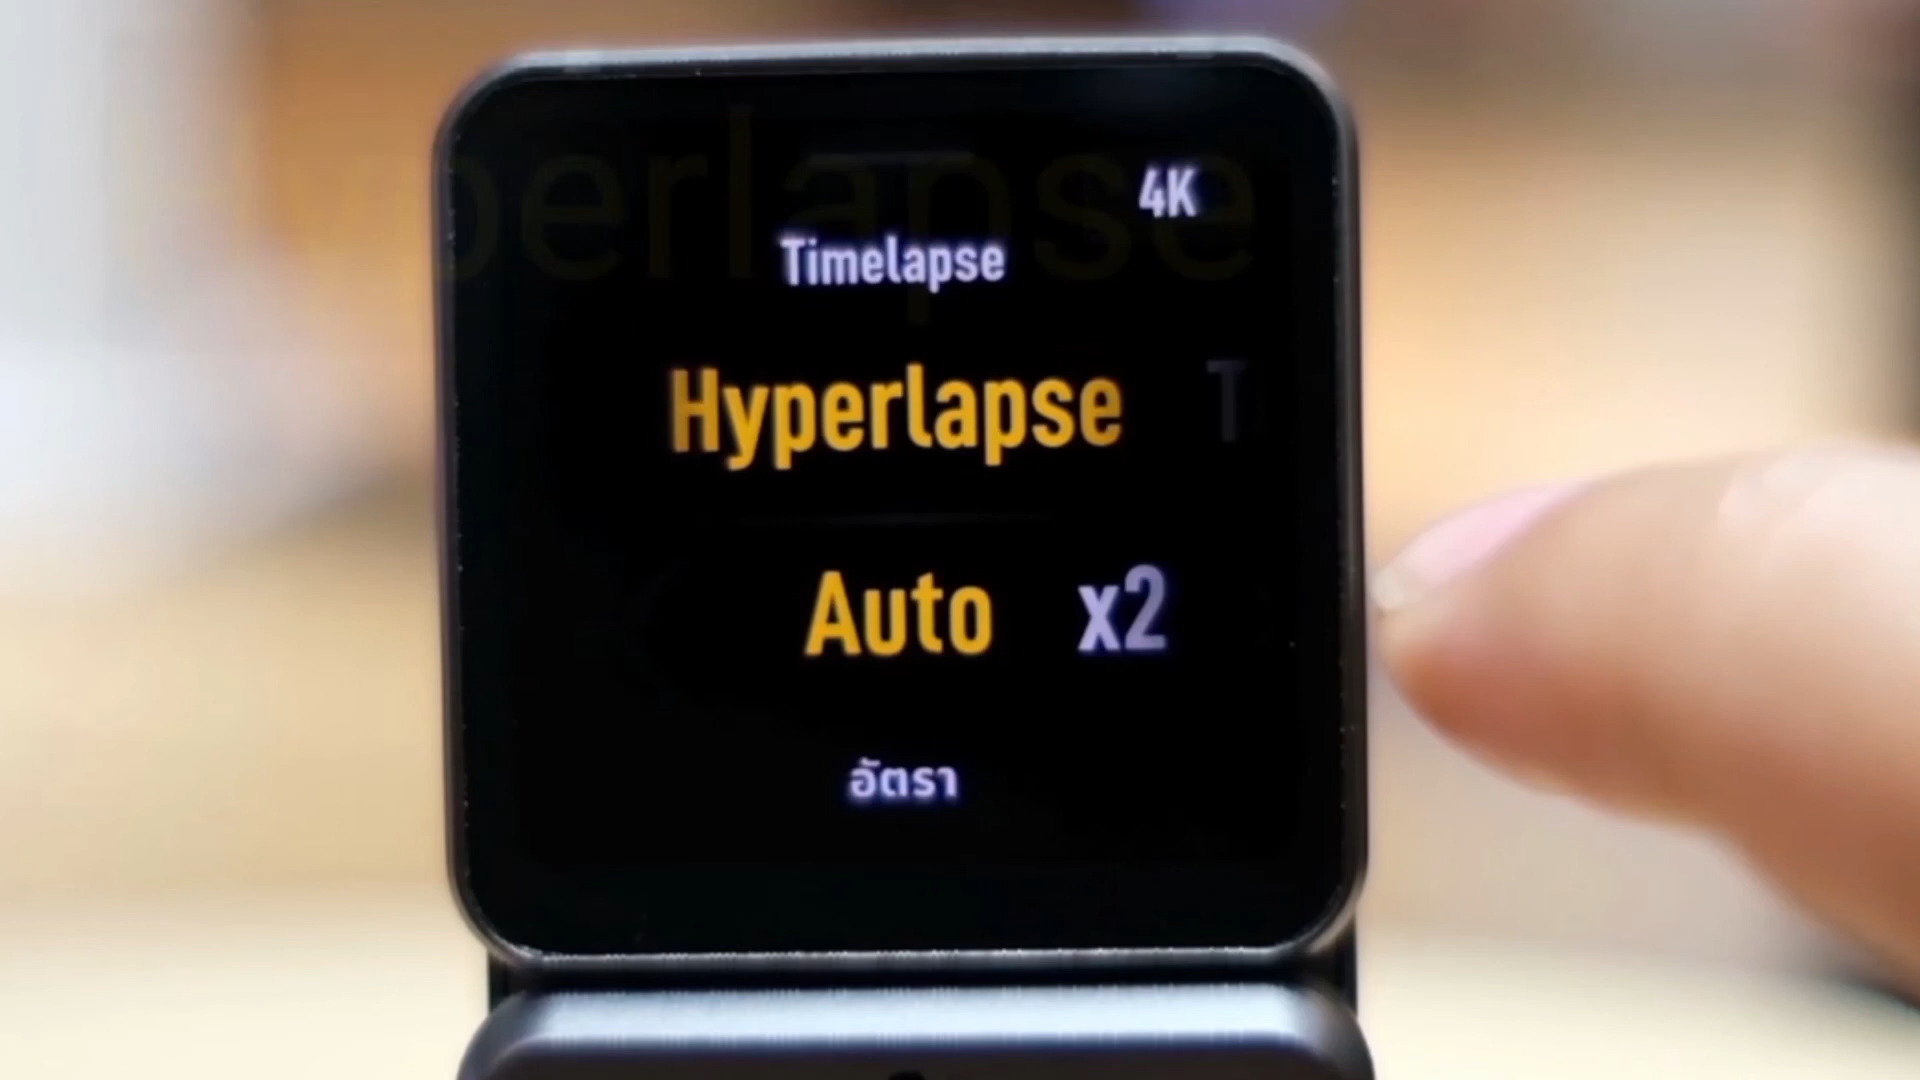 4K
Timelapse
Hyperlapse T
Auto x2
อัตรา